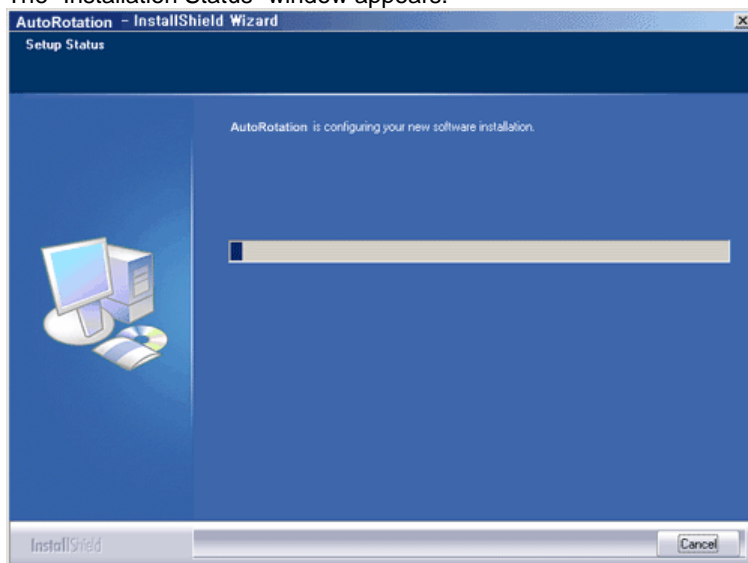 The "Installation Status" window appears.
AutoRotation - InstallShield Wizard
Setup Status
AutoRotation is configuring your new software installation.
InstallShield
Cancel